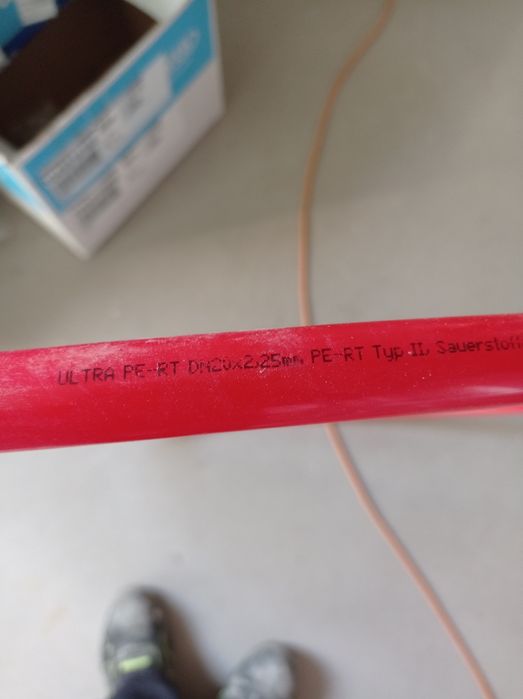 ULTRA PE-RT DN20x2,25mm PE-RT Typ II, Sauerstoff